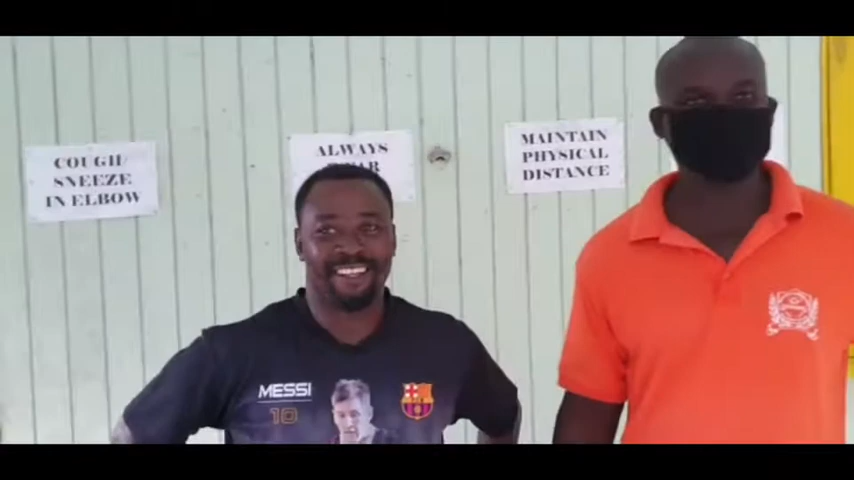 COUGH/
SNEEZE
IN ELBOW
ALWAYS
MAINTAIN
PHYSICAL
DISTANCE
MESSI
10